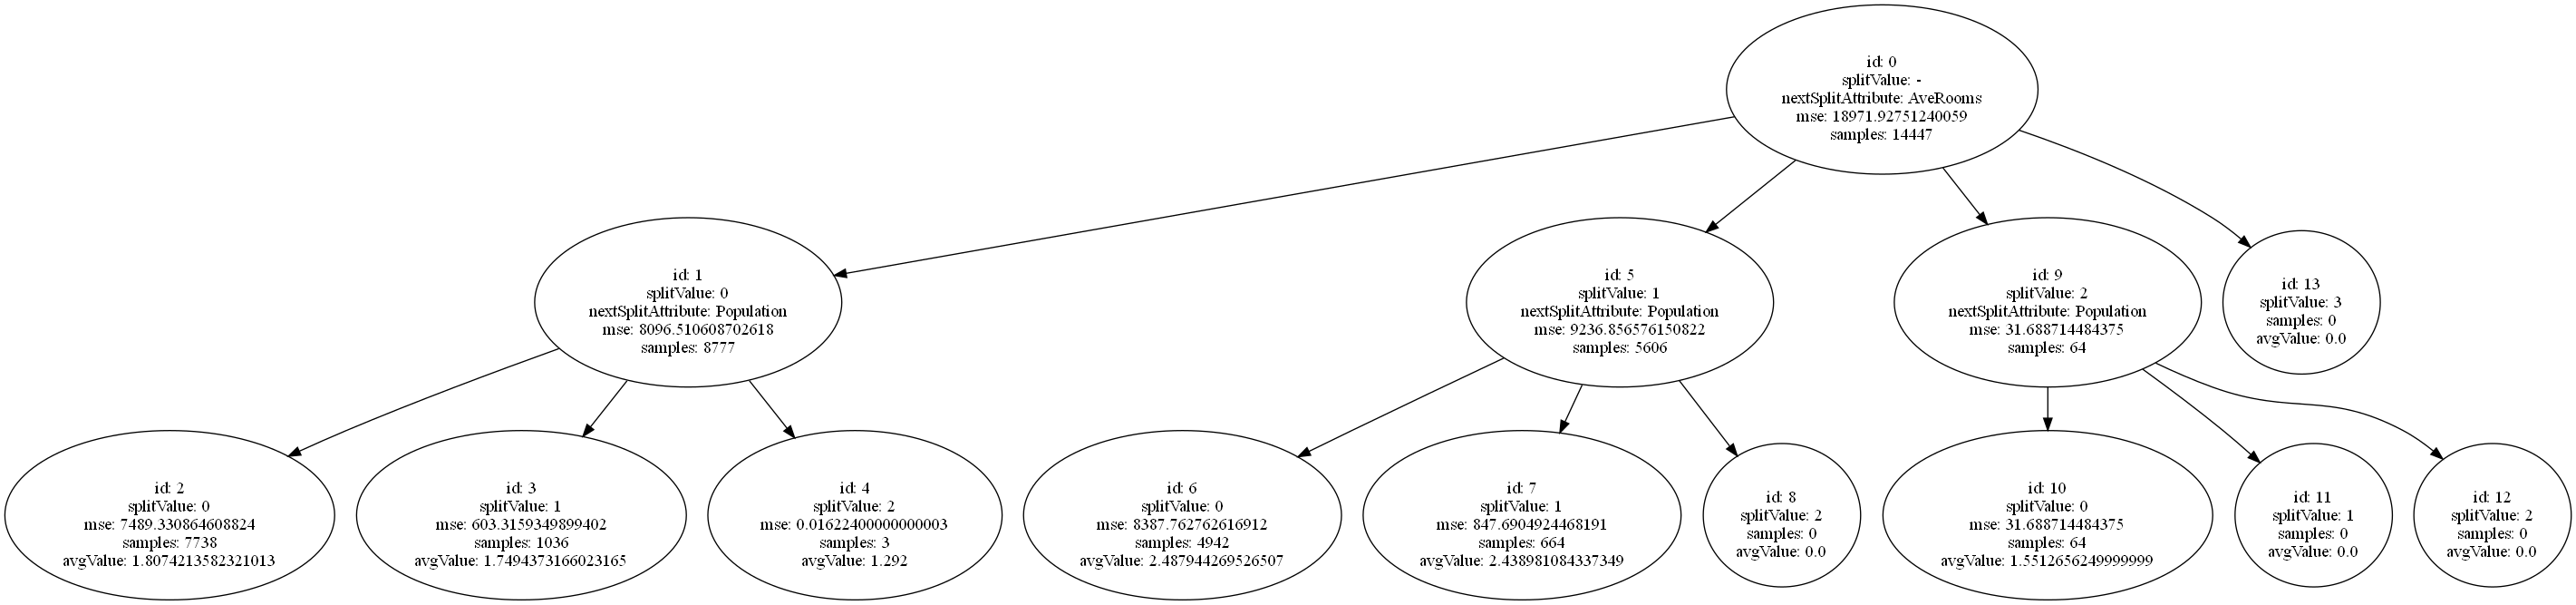 id: 0
splitValue: -
nextSplitAttribute: AveRooms
mse: 18971.92751240059
samples: 14447
id: 1
splitValue: 0
nextSplitAttribute: Population
mse: 8096.510608702618
samples: 8777
id: 5
splitValue: 1
nextSplitAttribute: Population
mse: 9236.856576150822
samples: 5606
id: 9
splitValue: 2
nextSplitAttribute: Population
mse: 31.688714484375
samples: 64
id: 13
splitValue: 3
samples: 0
avgValue: 0.0
id: 2
splitValue: 0
mse: 7489.330864608824
samples: 7738
avgValue: 1.8074213582321013
id: 3
splitValue: 1
mse: 603.3159349899402
samples: 1036
avgValue: 1.7494373166023165
id: 4
splitValue: 2
mse: 0.01622400000000003
samples: 3
avgValue: 1.292
id: 6
splitValue: 0
mse: 8387.762762616912
samples: 4942
avgValue: 2.487944269526507
id: 7
splitValue: 1
mse: 847.6904924468191
samples: 664
avgValue: 2.438981084337349
id: 8
splitValue: 2
samples: 0
avgValue: 0.0
id: 10
splitValue: 0
mse: 31.688714484375
samples: 64
avgValue: 1.5512656249999999
id: 11
splitValue: 1
samples: 0
avgValue: 0.0
id: 12
splitValue: 2
samples: 0
avgValue: 0.0